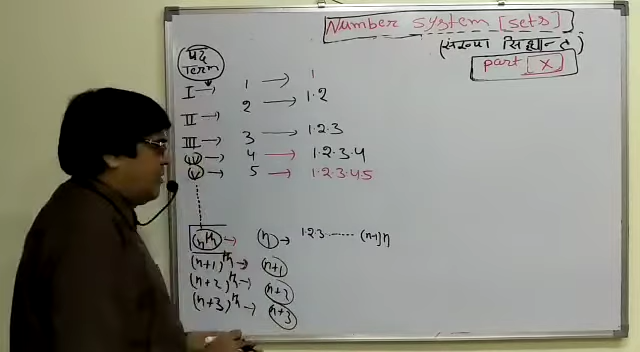 Number system [sets]
(संख्या सिद्धान्त)
part [X]
पद
Term
I → 1 → 1
II → 2 → 1·2
III → 3 → 1·2·3
IV → 4 → 1·2·3·4
V → 5 → 1·2·3·4·5
nth → n → 1·2·3 ...... (n-1)n
(n+1)th → n+1
(n+2)th → n+2
(n+3)th → n+3